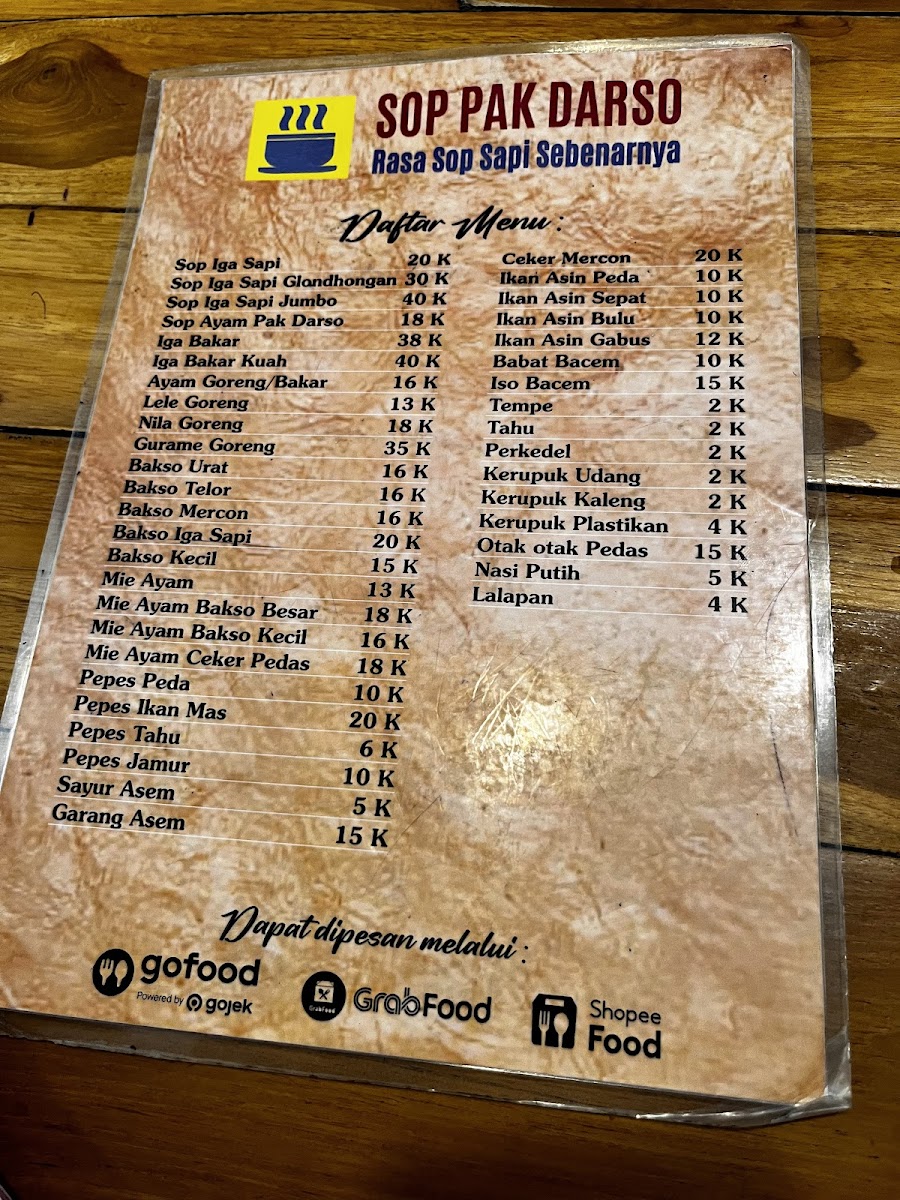 SOP PAK DARSO
Rasa Sop Sapi Sebenarnya
Daftar Menu :
Sop Iga Sapi 20 K
Sop Iga Sapi Glondhongan 30 K
Sop Iga Sapi Jumbo 40 K
Sop Ayam Pak Darso 18 K
Iga Bakar 38 K
Iga Bakar Kuah 40 K
Ayam Goreng/Bakar 16 K
Lele Goreng 13 K
Nila Goreng 18 K
Gurame Goreng 35 K
Bakso Urat 16 K
Bakso Telor 16 K
Bakso Mercon 16 K
Bakso Iga Sapi 20 K
Bakso Kecil 15 K
Mie Ayam 13 K
Mie Ayam Bakso Besar 18 K
Mie Ayam Bakso Kecil 16 K
Mie Ayam Ceker Pedas 18 K
Pepes Peda 10 K
Pepes Ikan Mas 20 K
Pepes Tahu 6 K
Pepes Jamur 10 K
Sayur Asem 5 K
Garang Asem 15 K
Ceker Mercon 20 K
Ikan Asin Peda 10 K
Ikan Asin Sepat 10 K
Ikan Asin Bulu 10 K
Ikan Asin Gabus 12 K
Babat Bacem 10 K
Iso Bacem 15 K
Tempe 2 K
Tahu 2 K
Perkedel 2 K
Kerupuk Udang 2 K
Kerupuk Kaleng 2 K
Kerupuk Plastikan 4 K
Otak otak Pedas 15 K
Nasi Putih 5 K
Lalapan 4 K
Dapat dipesan melalui :
gofood
Powered by gojek
GrabFood
GrabFood
Shopee
Food